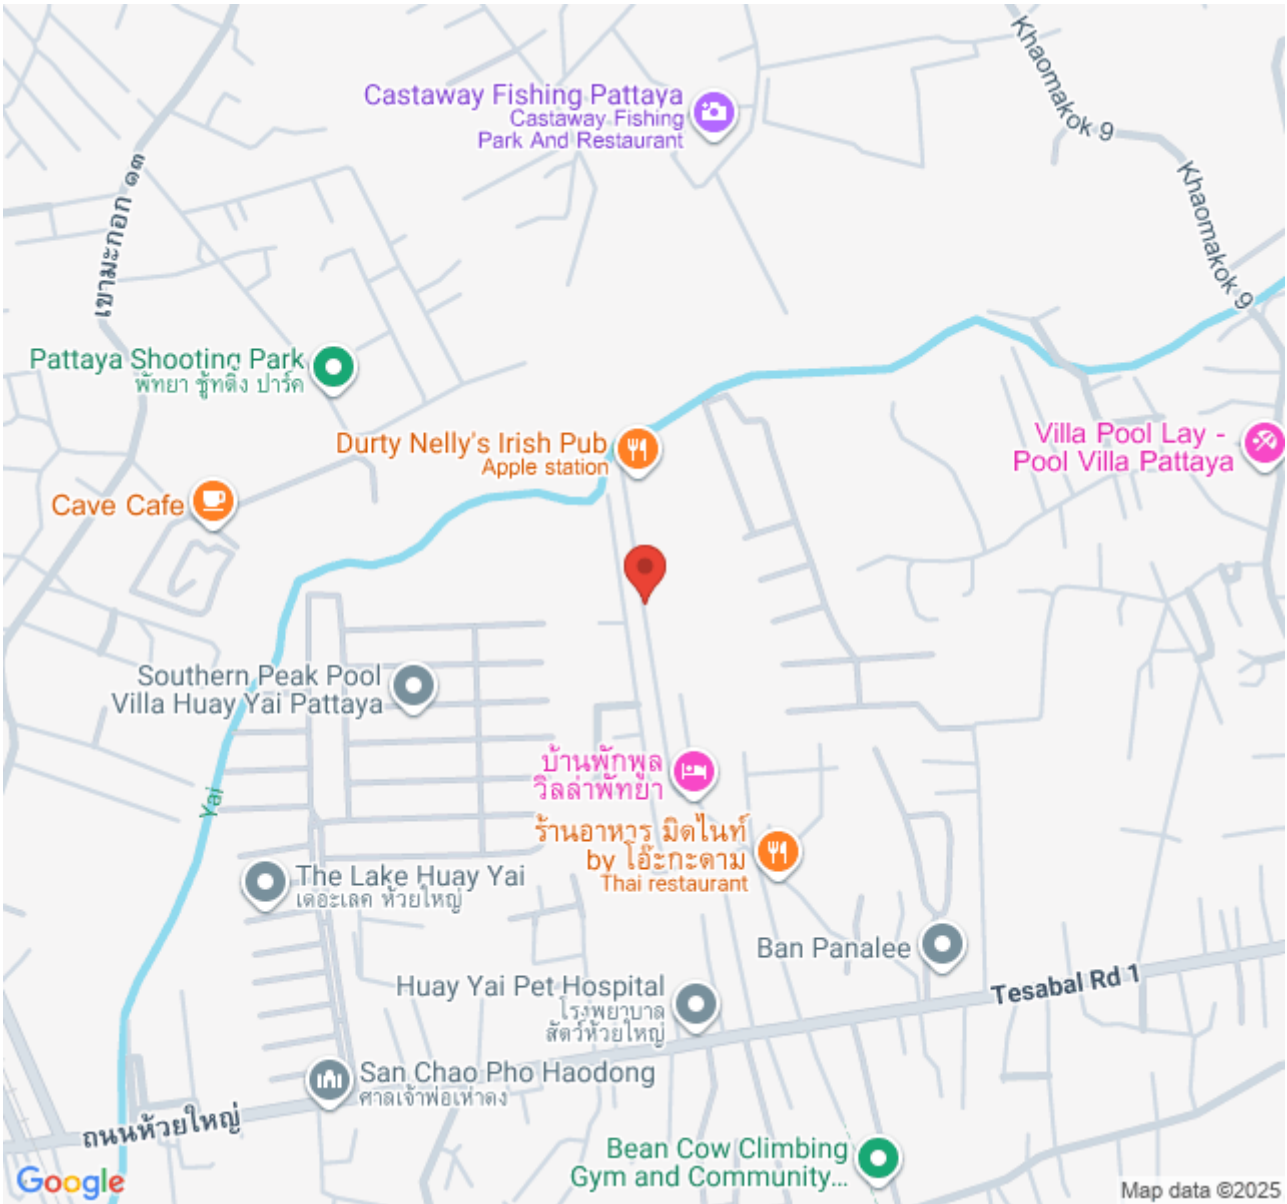 Khaomakok 9
Castaway Fishing Pattaya
Castaway Fishing
Park And Restaurant
เขามะกอก ๑๓
Khaomakok 9
Pattaya Shooting Park
พัทยา ชู้ทติ้ง ปาร์ค
Durty Nelly's Irish Pub
Apple station
Villa Pool Lay -
Pool Villa Pattaya
Cave Cafe
Southern Peak Pool
Villa Huay Yai Pattaya
บ้านพักพูล
วิลล่าพัทยา
Yai
ร้านอาหาร มิดไนท์
by โอ๊ะกะดาม
Thai restaurant
The Lake Huay Yai
เดอะเลค ห้วยใหญ่
Ban Panalee
Huay Yai Pet Hospital
โรงพยาบาล
สัตว์ห้วยใหญ่
Tesabal Rd 1
San Chao Pho Haodong
ศาลเจ้าพ่อเห่าดง
ถนนห้วยใหญ่
Bean Cow Climbing
Gym and Community...
Google
Map data ©2025